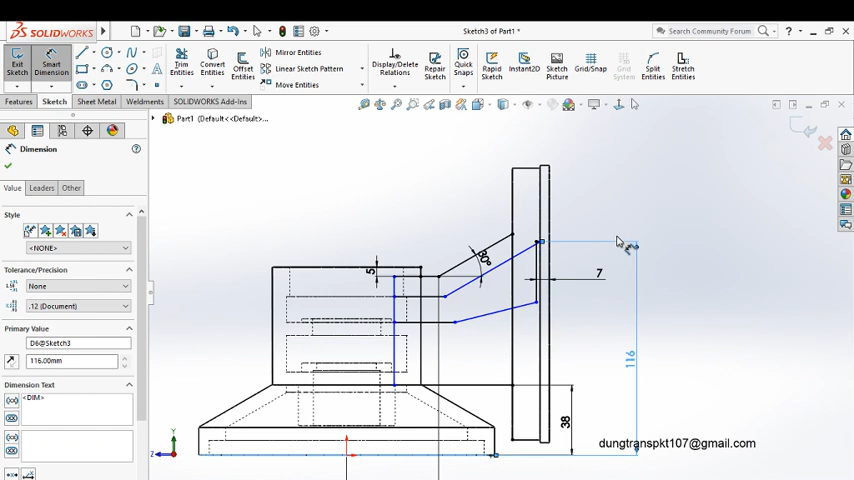 SOLIDWORKS
Sketch3 of Part1 *
Search Community Forum
Exit Sketch
Smart Dimension
Trim Entities
Convert Entities
Offset Entities
Mirror Entities
Linear Sketch Pattern
Move Entities
Display/Delete Relations
Repair Sketch
Quick Snaps
Rapid Sketch
Instant2D
Sketch Picture
Grid/Snap
Grid System
Split Entities
Stretch Entities
Features
Sketch
Sheet Metal
Weldments
SOLIDWORKS Add-Ins
Part1 (Default<<Default>...
Dimension
Value
Leaders
Other
Style
<NONE>
Tolerance/Precision
None
.12 (Document)
Primary Value
D6@Sketch3
116.00mm
Dimension Text
<DIM>
5
30°
7
116
38
Y
Z
dungtranspkt107@gmail.com